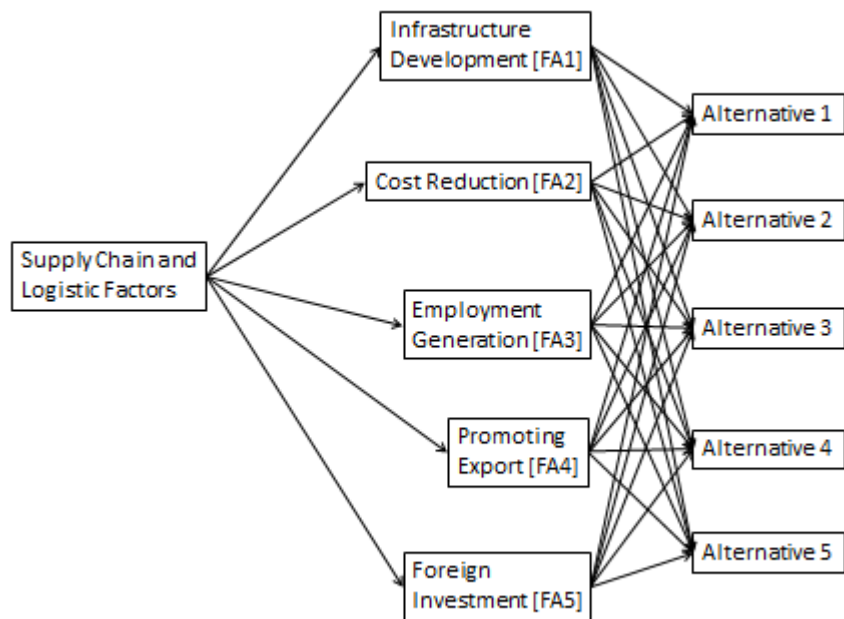 Infrastructure
Development [FA1]
Cost Reduction [FA2]
Supply Chain and
Logistic Factors
Employment
Generation [FA3]
Promoting
Export [FA4]
Foreign
Investment [FA5]
Alternative 1
Alternative 2
Alternative 3
Alternative 4
Alternative 5